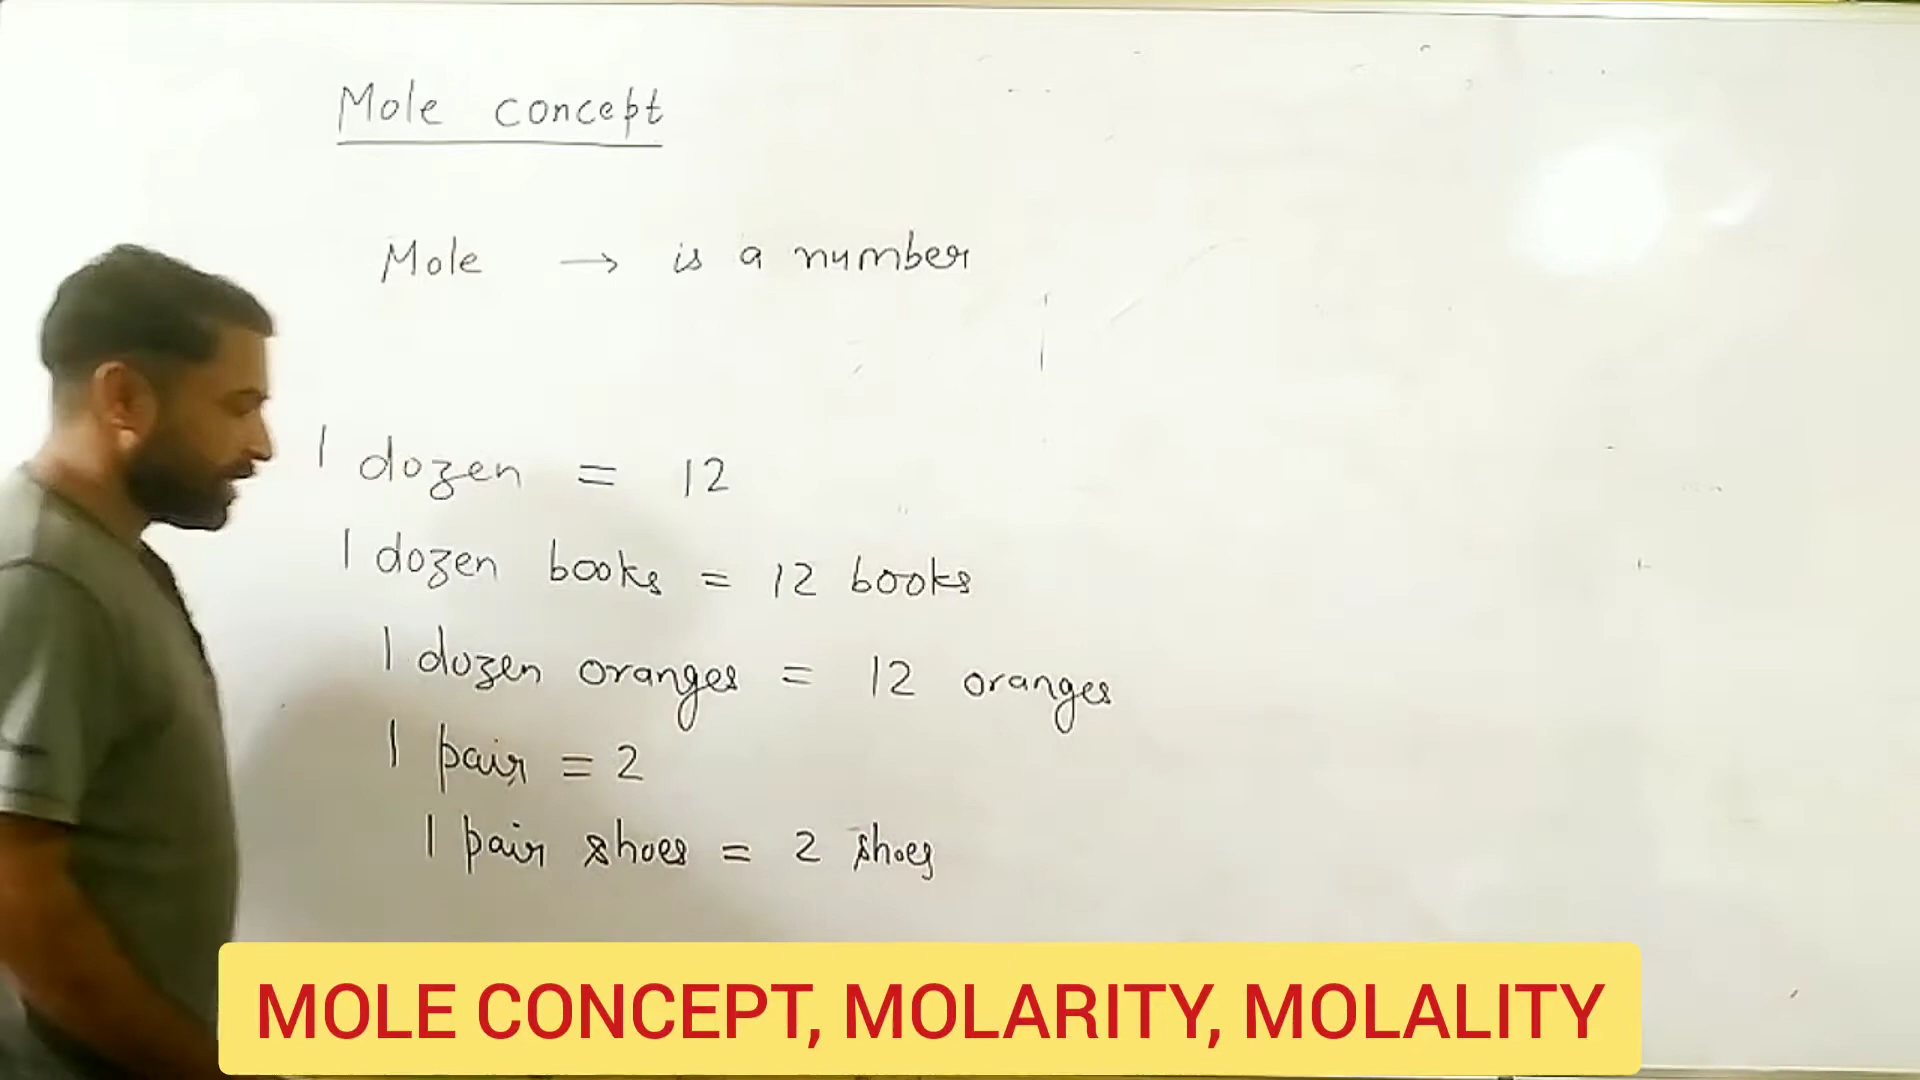 Mole concept
Mole → is a number
1 dozen = 12
1 dozen books = 12 books
1 dozen oranges = 12 oranges
1 pair = 2
1 pair shoes = 2 shoes
MOLE CONCEPT, MOLARITY, MOLALITY